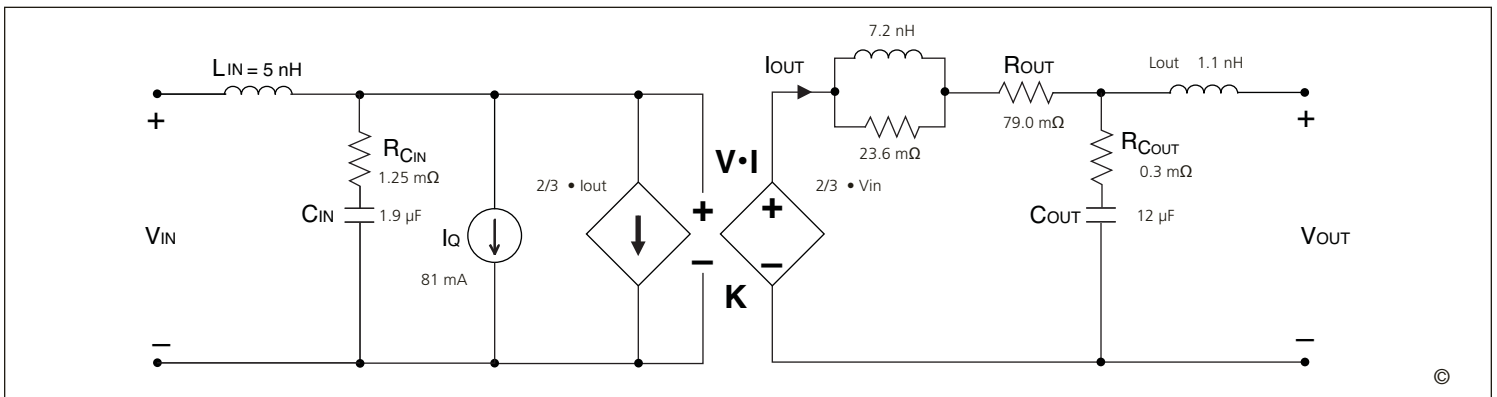 7.2 nH
LIN = 5 nH
IOUT
ROUT
Lout 1.1 nH
+
+
79.0 mΩ
RCIN
1.25 mΩ
23.6 mΩ
RCOUT
0.3 mΩ
V•I
2/3 • Iout
2/3 • Vin
CIN
1.9 µF
+
+
COUT
12 µF
VIN
IQ
VOUT
81 mA
–
–
K
–
–
©